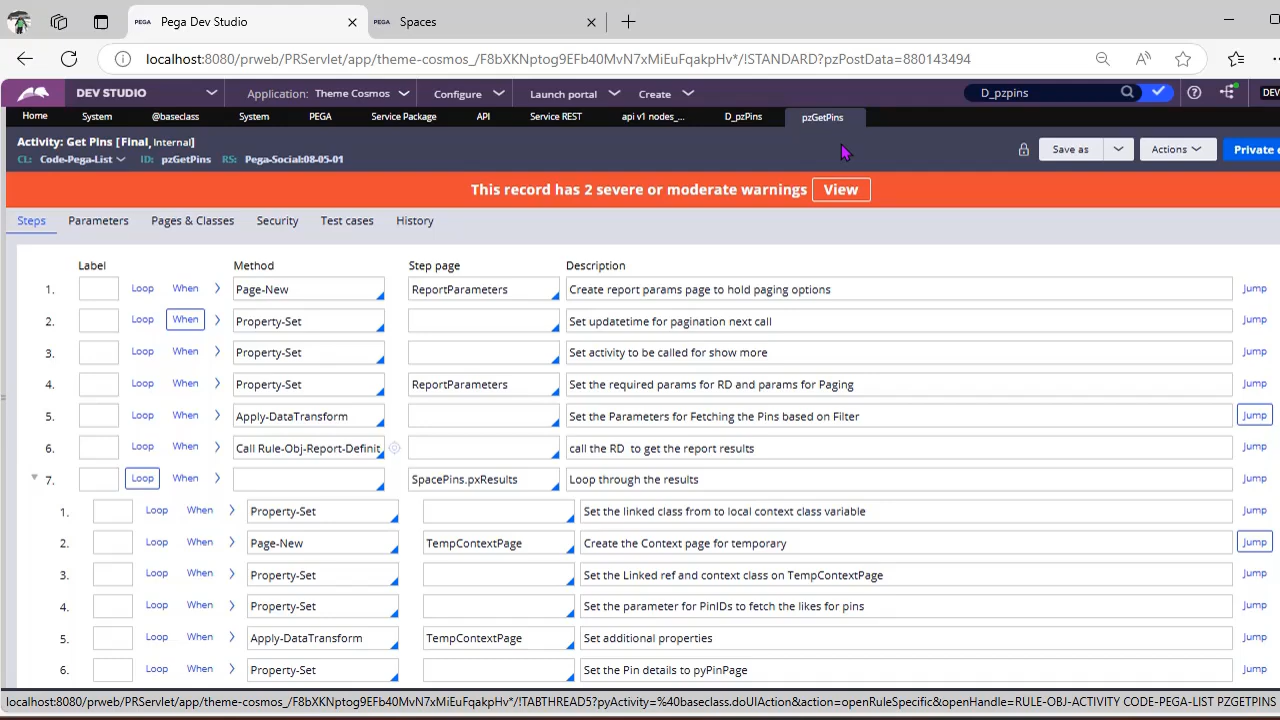 PEGA Pega Dev Studio
PEGA Spaces
localhost:8080/prweb/PRServlet/app/theme-cosmos_/F8bXKNptog9EFb40MvN7xMiEuFqakpHv*/!STANDARD?pzPostData=880143494
DEV STUDIO Application: Theme Cosmos Configure Launch portal Create D_pzpins DEV
Home System @baseclass System PEGA Service Package API Service REST api v1 nodes_... D_pzPins pzGetPins
Activity: Get Pins [Final, Internal]
CL: Code-Pega-List ID: pzGetPins RS: Pega-Social:08-05-01
Save as Actions Private
This record has 2 severe or moderate warnings View
Steps Parameters Pages & Classes Security Test cases History
Label Method Step page Description
1. Loop When Page-New ReportParameters Create report params page to hold paging options Jump
2. Loop When Property-Set Set updatetime for pagination next call Jump
3. Loop When Property-Set Set activity to be called for show more Jump
4. Loop When Property-Set ReportParameters Set the required params for RD and params for Paging Jump
5. Loop When Apply-DataTransform Set the Parameters for Fetching the Pins based on Filter Jump
6. Loop When Call Rule-Obj-Report-Definit call the RD to get the report results Jump
7. Loop When SpacePins.pxResults Loop through the results Jump
1. Loop When Property-Set Set the linked class from to local context class variable Jump
2. Loop When Page-New TempContextPage Create the Context page for temporary Jump
3. Loop When Property-Set Set the Linked ref and context class on TempContextPage Jump
4. Loop When Property-Set Set the parameter for PinIDs to fetch the likes for pins Jump
5. Loop When Apply-DataTransform TempContextPage Set additional properties Jump
6. Loop When Property-Set Set the Pin details to pyPinPage Jump
localhost:8080/prweb/PRServlet/app/theme-cosmos_/F8bXKNptog9EFb40MvN7xMiEuFqakpHv*/!TABTHREAD5?pyActivity=%40baseclass.doUIAction&action=openRuleSpecific&openHandle=RULE-OBJ-ACTIVITY CODE-PEGA-LIST PZGETPINS